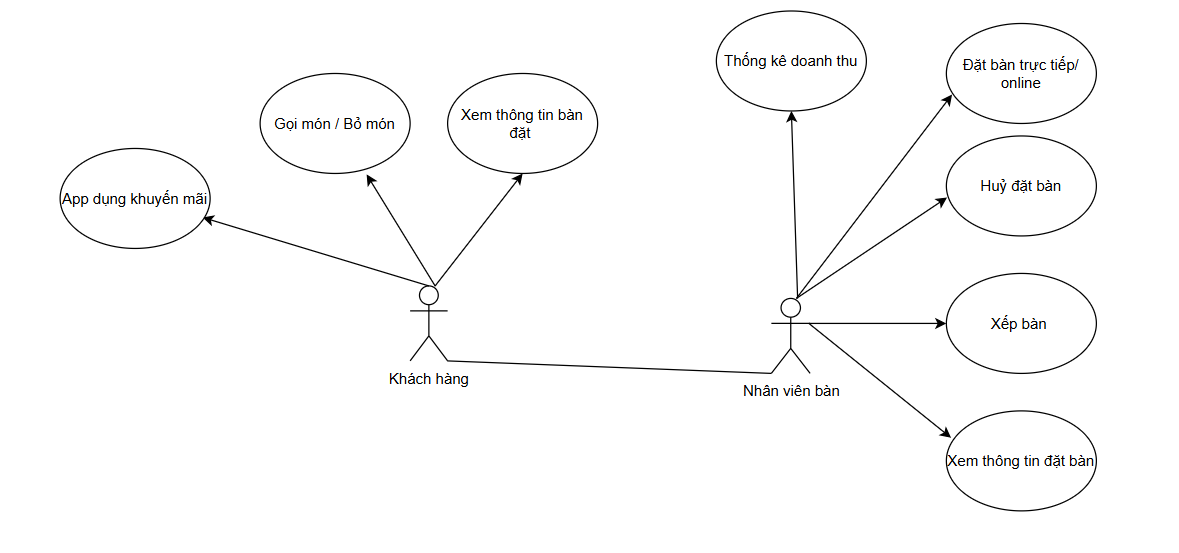 Thống kê doanh thu
Đặt bàn trực tiếp/
online
Gọi món / Bỏ món
Xem thông tin bàn
đặt
App dụng khuyến mãi
Huỷ đặt bàn
Xếp bàn
Khách hàng
Nhân viên bàn
Xem thông tin đặt bàn